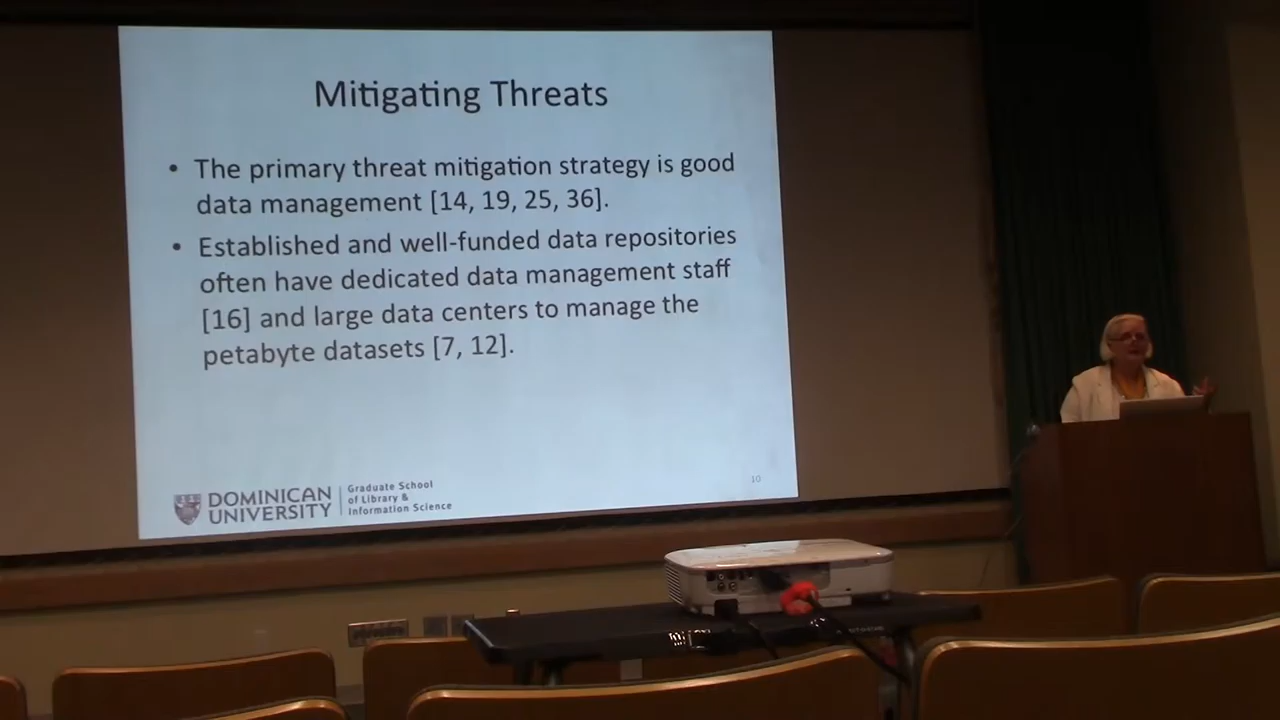 Mitigating Threats
• The primary threat mitigation strategy is good
data management [14, 19, 25, 36].
• Established and well-funded data repositories
often have dedicated data management staff
[16] and large data centers to manage the
petabyte datasets [7, 12].
DOMINICAN
UNIVERSITY
Graduate School
of Library &
Information Science
10